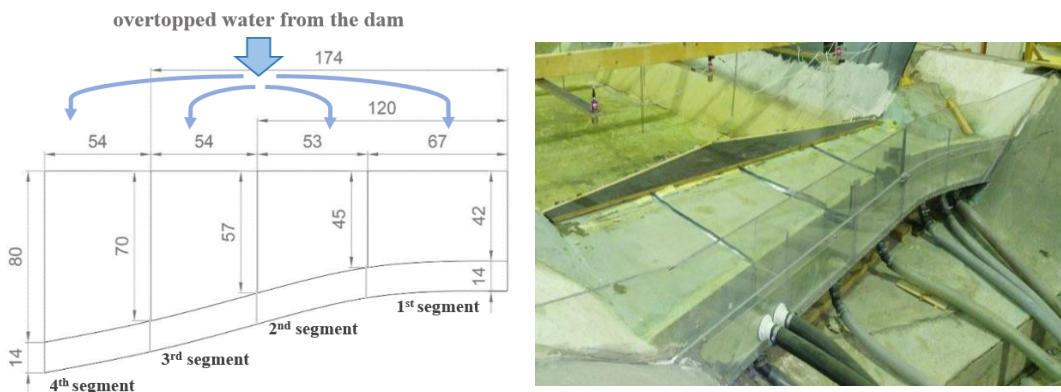 overtopped water from the dam
174
120
54 54 53 67
80 70 57 45 42
14
1st segment
2nd segment
3rd segment
14
4th segment